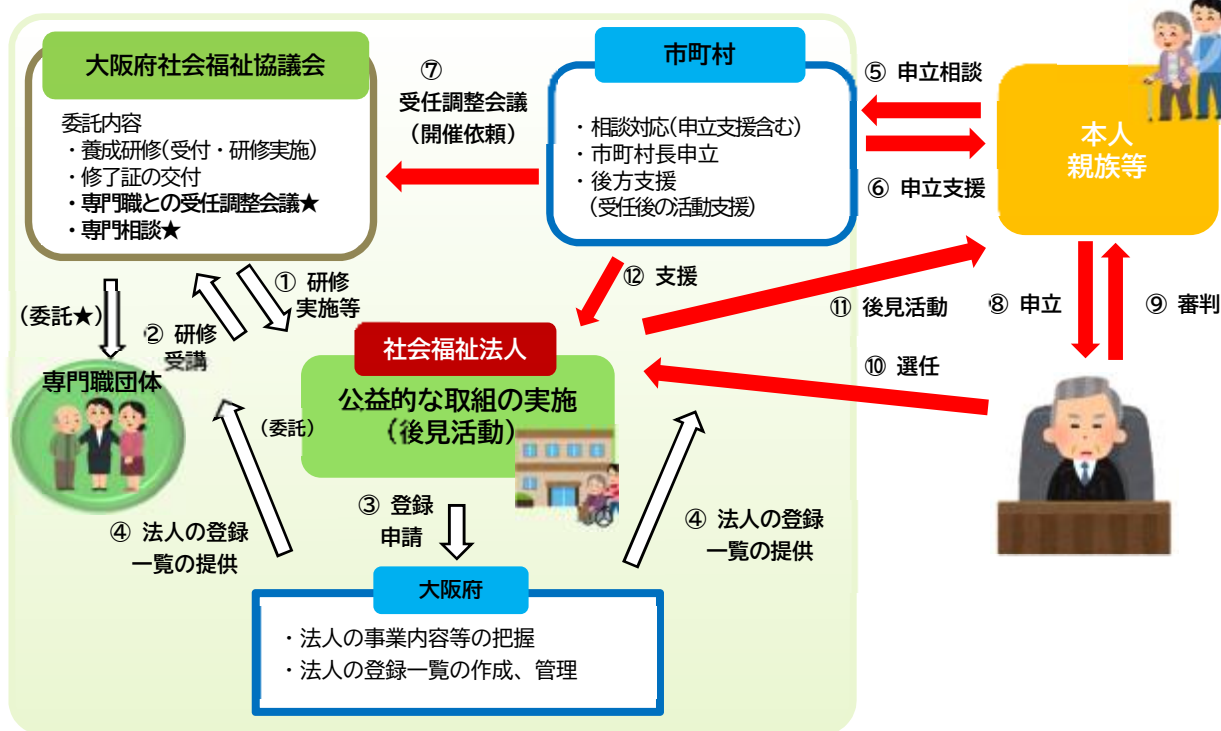 大阪府社会福祉協議会
委託内容
・養成研修(受付・研修実施)
・修了証の交付
・専門職との受任調整会議★
・専門相談★
⑦
受任調整会議
（開催依頼）
市町村
・相談対応(申立支援含む)
・市町村長申立
・後方支援
（受任後の活動支援）
⑤ 申立相談
⑥ 申立支援
本人
親族等
① 研修
実施等
② 研修
受講
（委託★）
専門職団体
⑫ 支援
⑪ 後見活動
⑧ 申立
⑨ 審判
⑩ 選任
社会福祉法人
公益的な取組の実施
（後見活動）
（委託）
③ 登録
申請
④ 法人の登録
一覧の提供
④ 法人の登録
一覧の提供
大阪府
・法人の事業内容等の把握
・法人の登録一覧の作成、管理